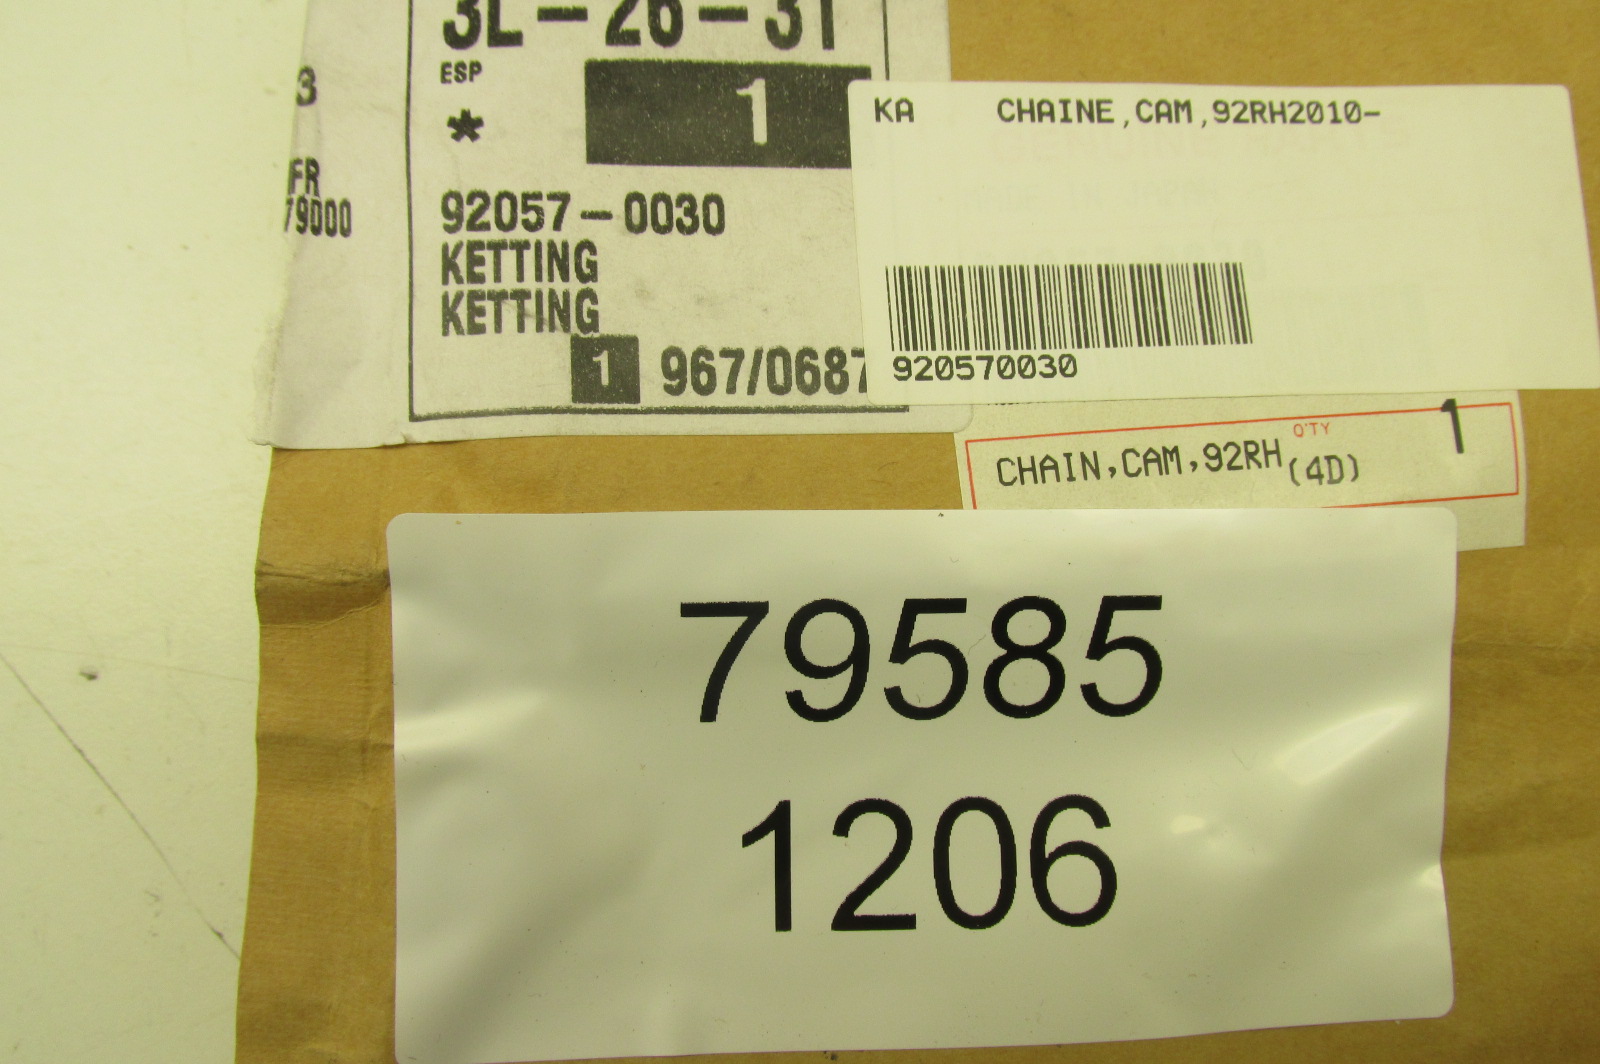 3L-26-31
3
ESP
1
*
FR
79000
92057-0030
KETTING
KETTING
1 967/0687
KA CHAINE,CAM,92RH2010-
920570030
Q'TY
1
CHAIN,CAM,92RH(4D)
79585
1206